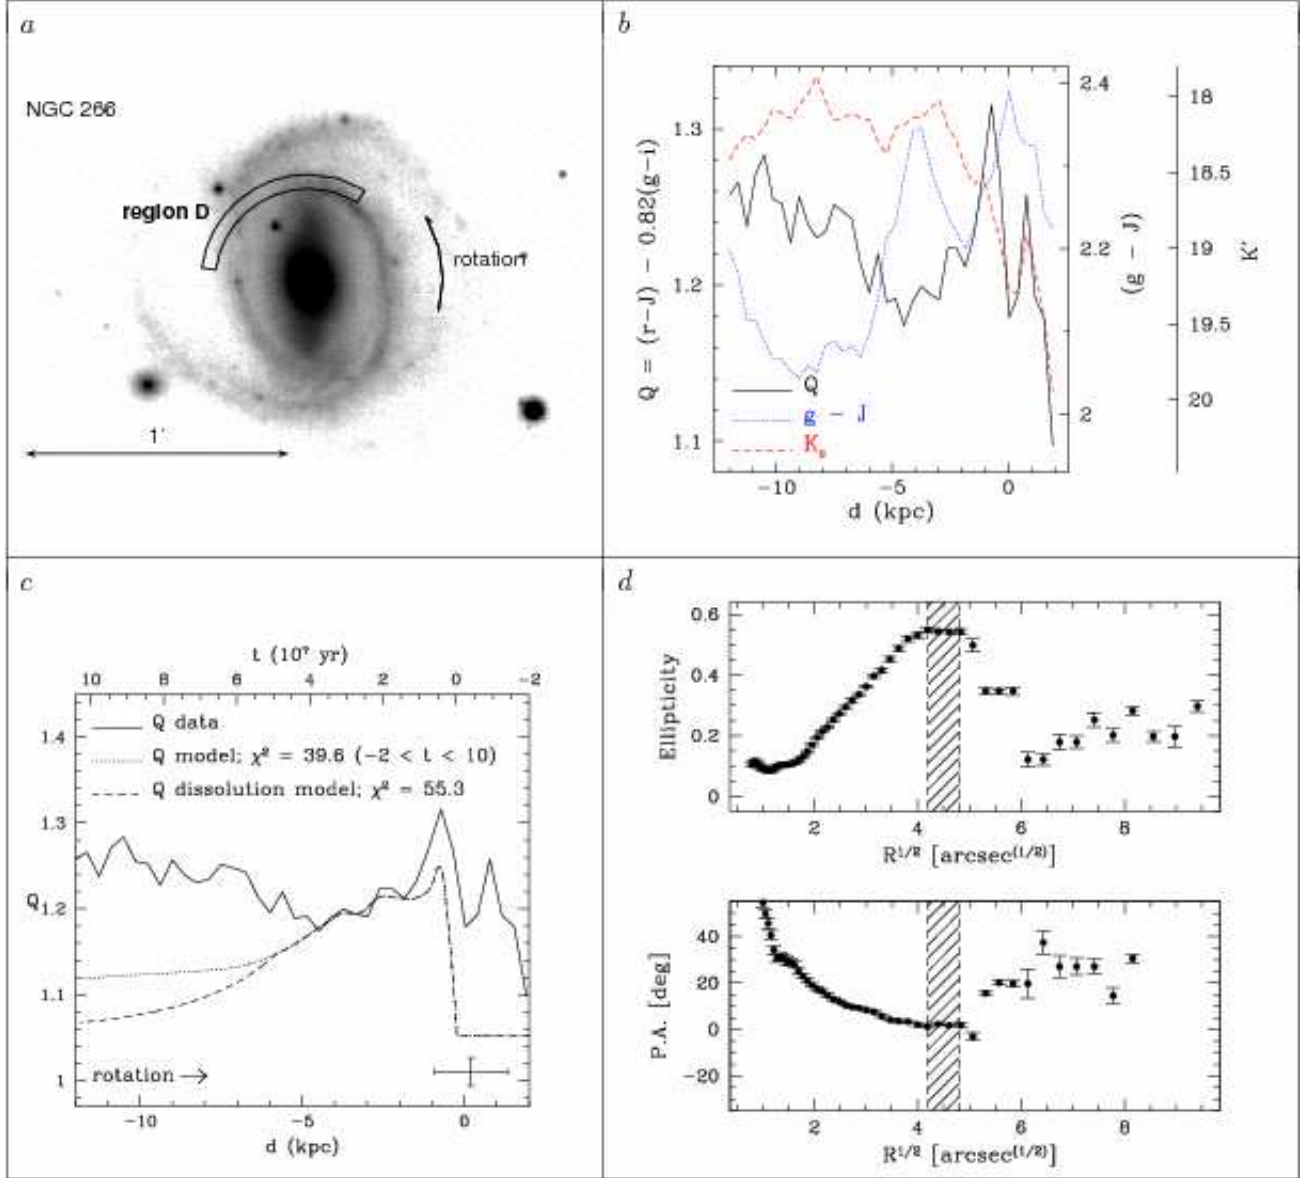 a
NGC 266
region D
rotation
1'
b
1.3
1.2
1.1
Q = (r-J) - 0.82(g-i)
Q
g - J
Ks
-10 -5 0
d (kpc)
2.4
2.2
2
(g - J)
18
18.5
19
19.5
20
K'
c
t (10⁷ yr)
10 8 6 4 2 0 -2
Q data
Q model; χ² = 39.6 (-2 < t < 10)
Q dissolution model; χ² = 55.3
1.4
1.3
1.2
1.1
1
Q
rotation →
-10 -5 0
d (kpc)
d
0.6
0.4
0.2
0
Ellipticity
2 4 6 8
R^1/2 [arcsec^(1/2)]
40
20
0
-20
P.A. [deg]
2 4 6 8
R^1/2 [arcsec^(1/2)]